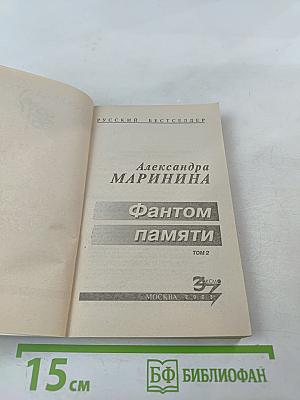 РУССКИЙ БЕСТСЕЛЛЕР
Александра
МАРИНИНА
Фантом
памяти
ТОМ 2
МОСКВА
15 см
БФ БИБЛИОФАН